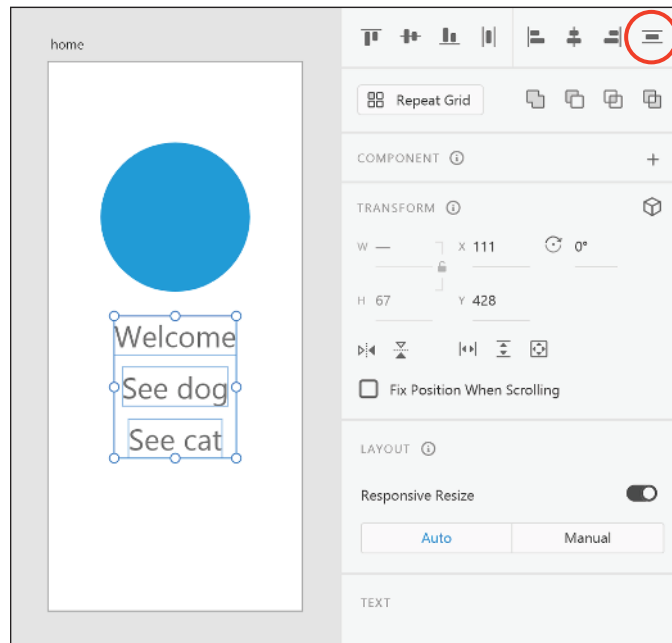 home
Welcome
See dog
See cat
Repeat Grid
COMPONENT
TRANSFORM
W — X 111 0°
H 67 Y 428
Fix Position When Scrolling
LAYOUT
Responsive Resize
Auto Manual
TEXT